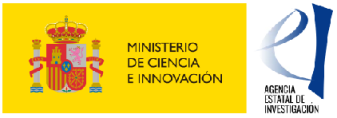 MINISTERIO
DE CIENCIA
E INNOVACIÓN
AGENCIA
ESTATAL DE
INVESTIGACIÓN